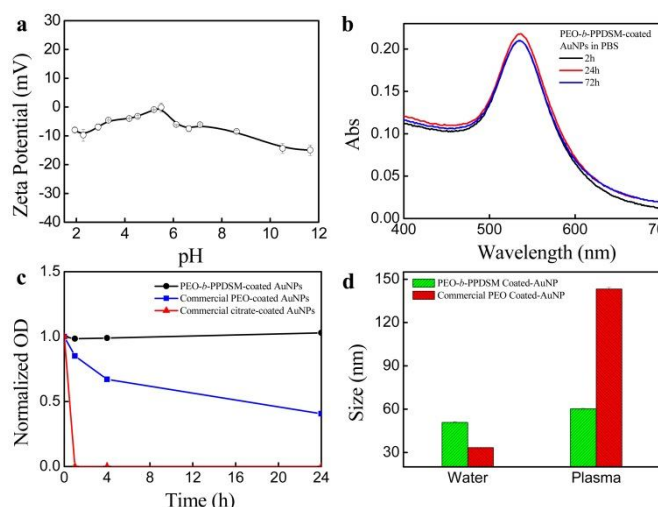 a
Zeta Potential (mV)
30
20
10
0
-10
-20
-30
-40
2 4 6 8 10 12
pH
b
PEO-b-PPDSM-coated
AuNPs in PBS
2h
24h
72h
Abs
0.20
0.15
0.10
0.05
0.00
400 500 600 700
Wavelength (nm)
c
PEO-b-PPDSM-coated AuNPs
Commercial PEO-coated AuNPs
Commercial citrate-coated AuNPs
Normalized OD
1.5
1.0
0.5
0.0
0 4 8 12 16 20 24
Time (h)
d
PEO-b-PPDSM Coated-AuNP
Commercial PEO Coated-AuNP
Size (nm)
150
120
90
60
30
Water Plasma